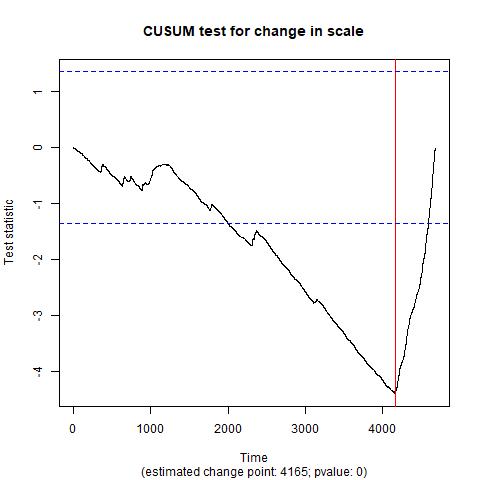 CUSUM test for change in scale
Test statistic
1
0
-1
-2
-3
-4
0
1000
2000
3000
4000
Time
(estimated change point: 4165; pvalue: 0)